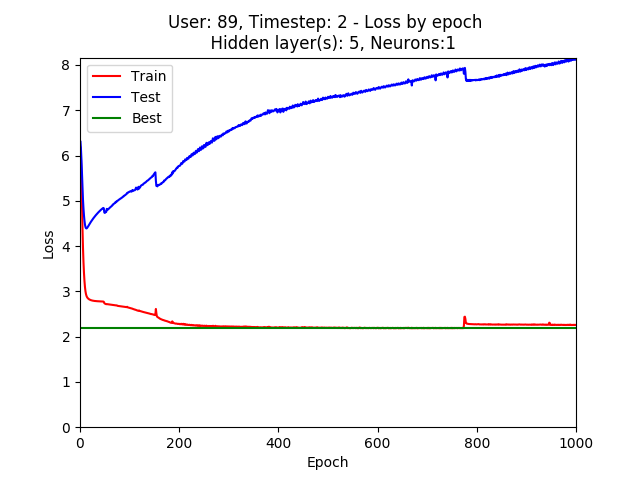 User: 89, Timestep: 2 - Loss by epoch
Hidden layer(s): 5, Neurons:1
Train
Test
Best
8
7
6
5
4
3
2
1
0
Loss
0 200 400 600 800 1000
Epoch